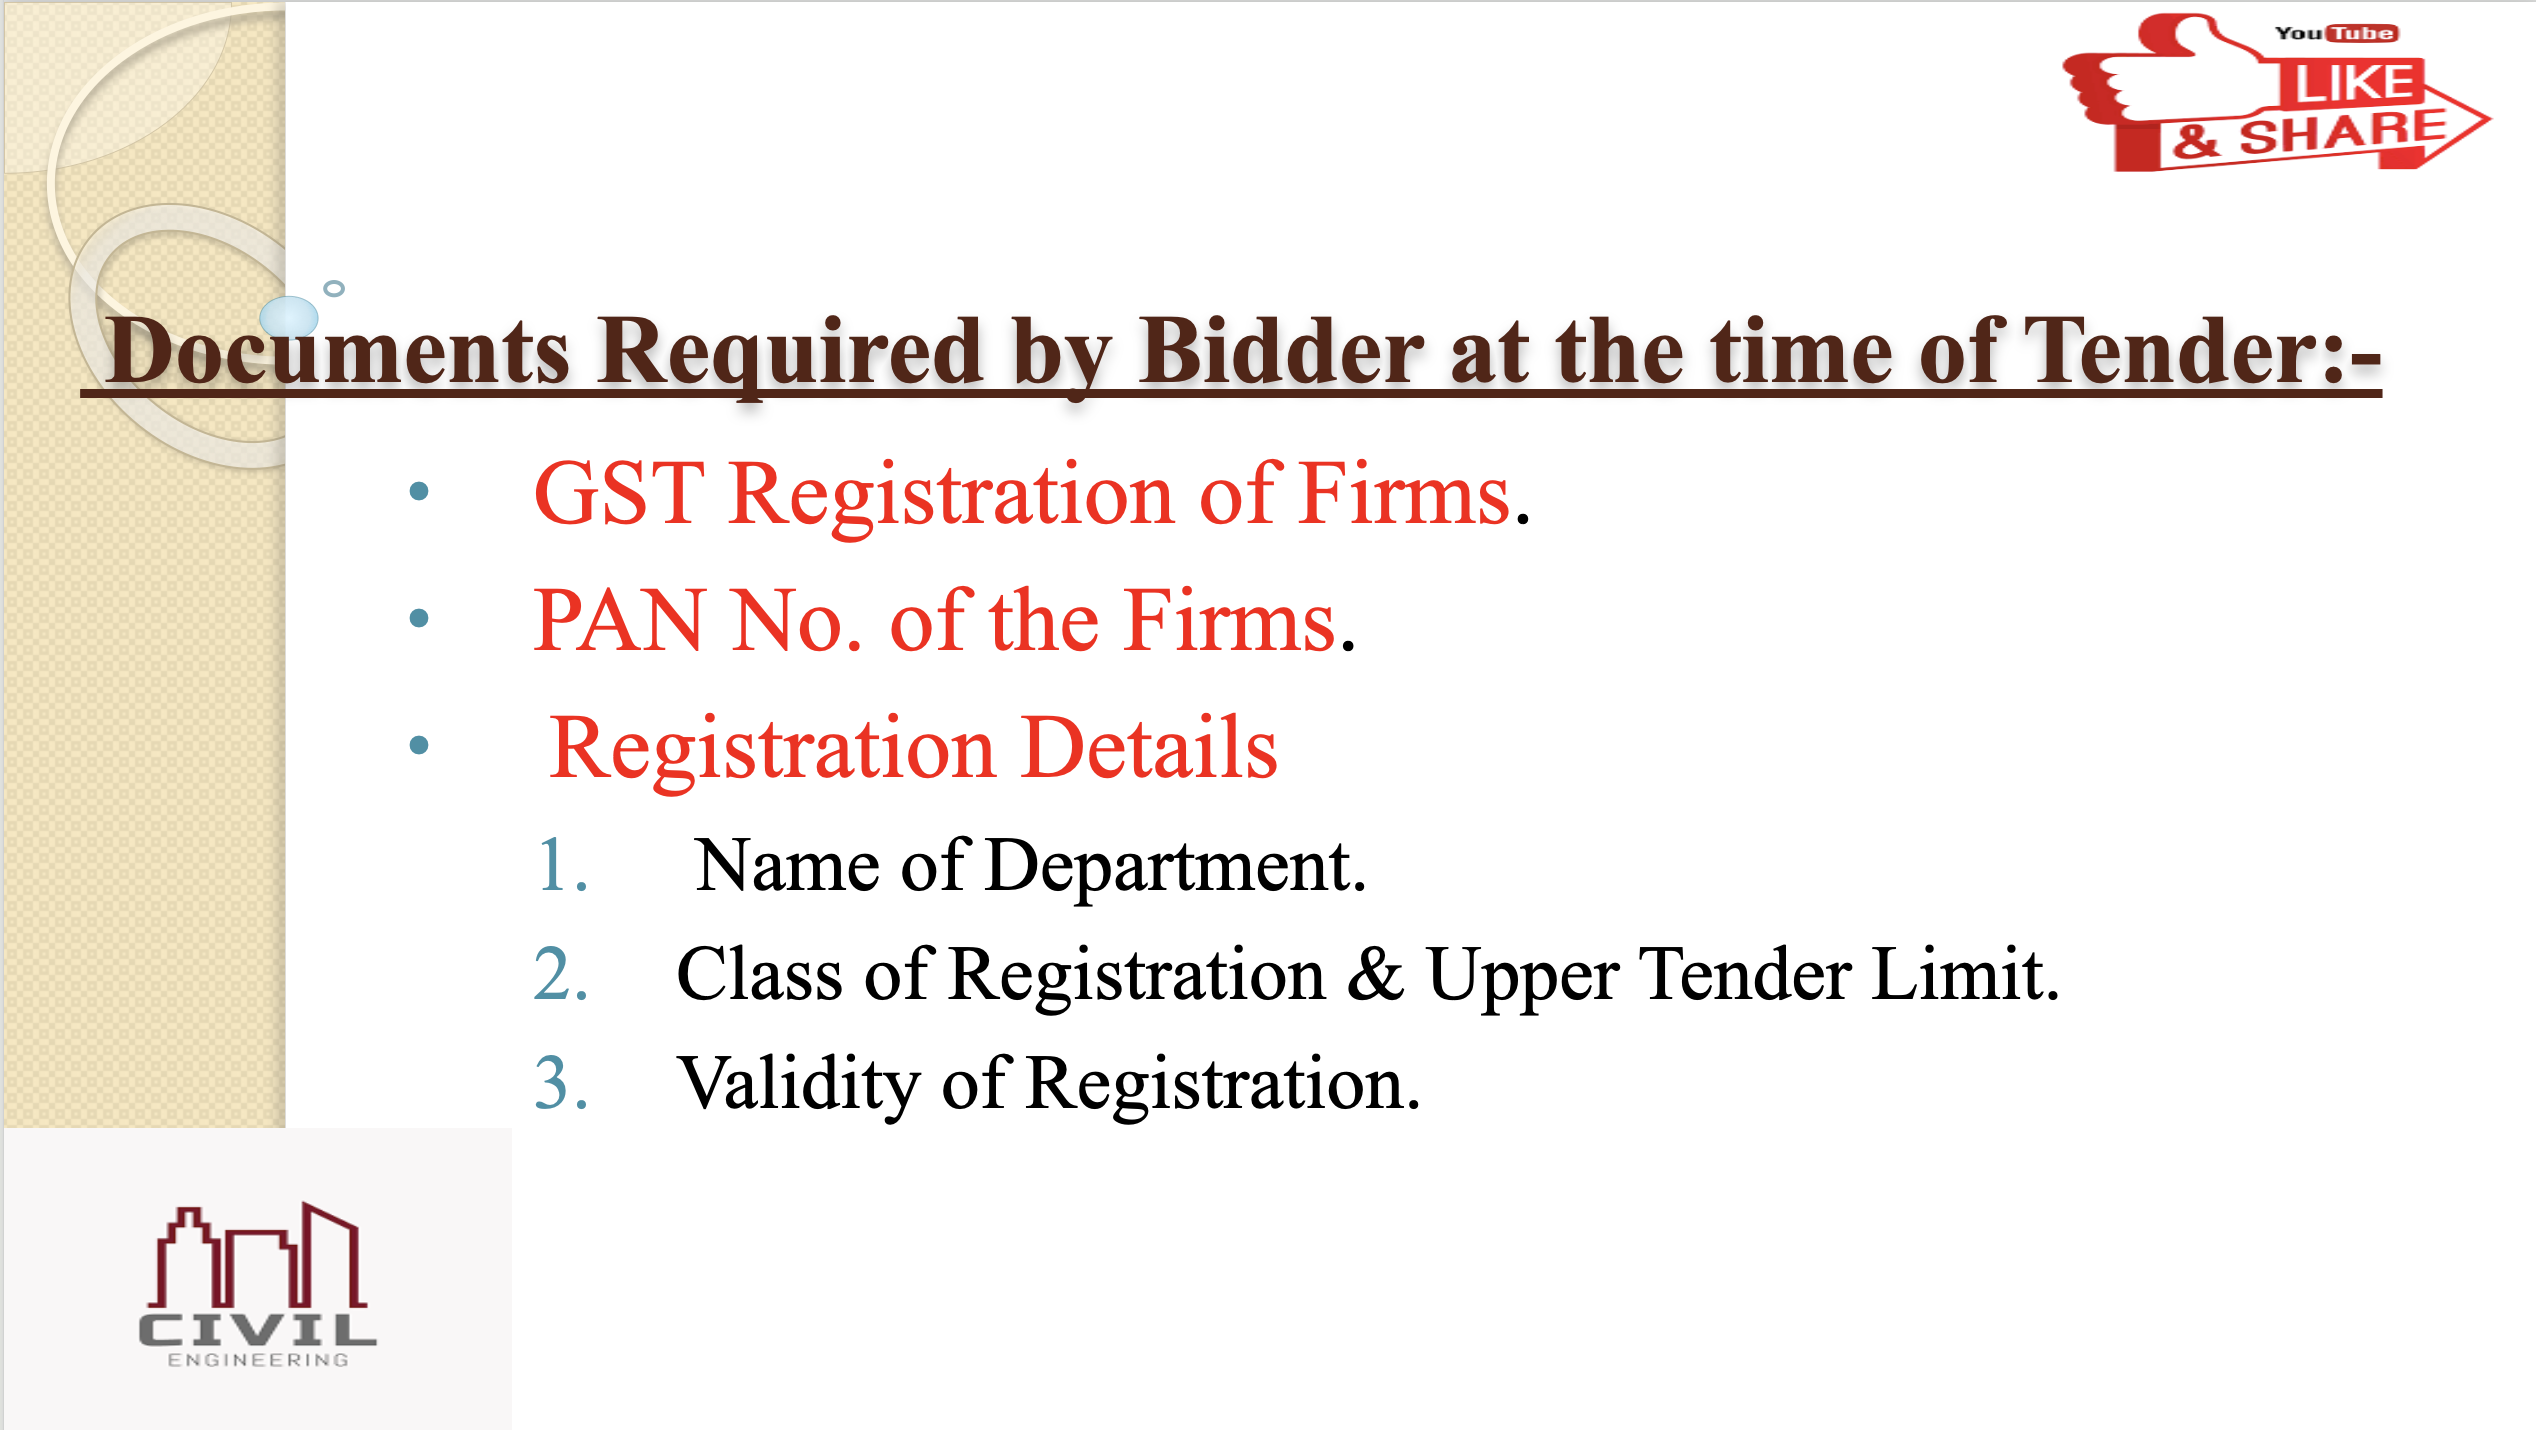 YouTube
LIKE
& SHARE
Documents Required by Bidder at the time of Tender:-
• GST Registration of Firms.
• PAN No. of the Firms.
• Registration Details
1. Name of Department.
2. Class of Registration & Upper Tender Limit.
3. Validity of Registration.
CIVIL
ENGINEERING